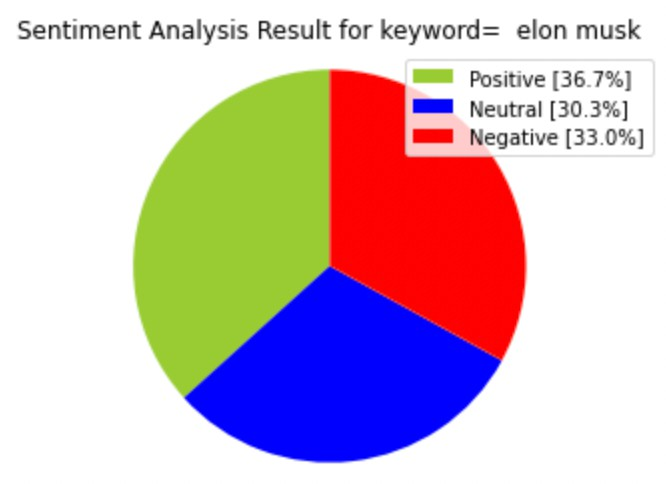 Sentiment Analysis Result for keyword=  elon musk
Positive [36.7%]
Neutral [30.3%]
Negative [33.0%]